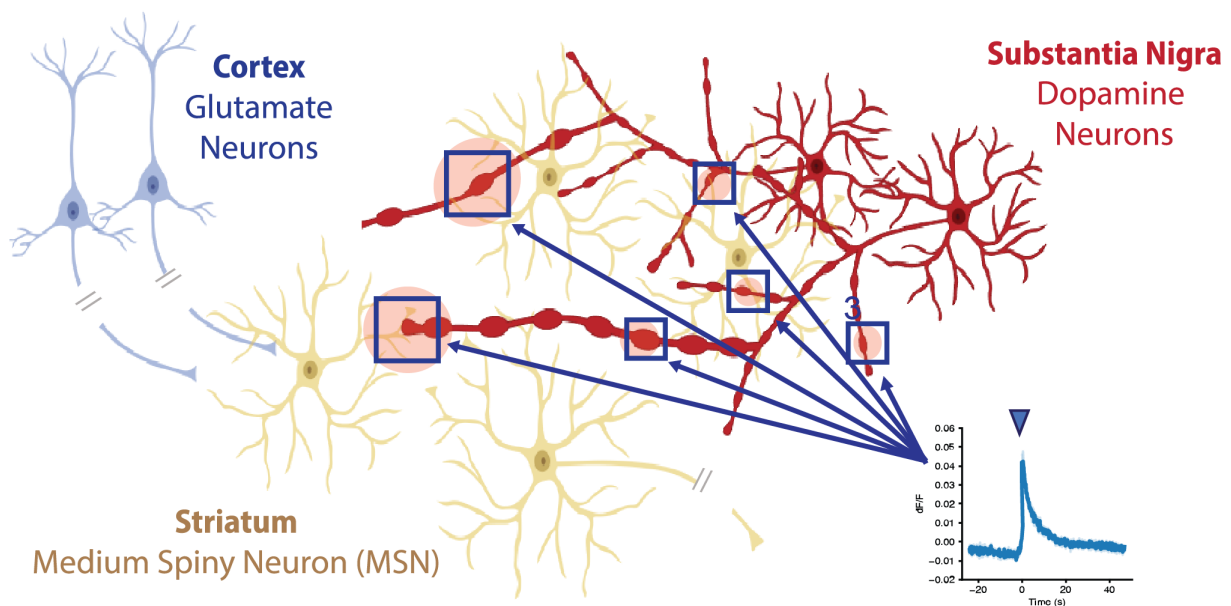 Cortex
Glutamate
Neurons
Substantia Nigra
Dopamine
Neurons
3
Striatum
Medium Spiny Neuron (MSN)
0.06
0.05
0.04
0.03
0.02
0.01
0.00
−0.01
−0.02
dF/F
−20 0 20 40
Time (s)